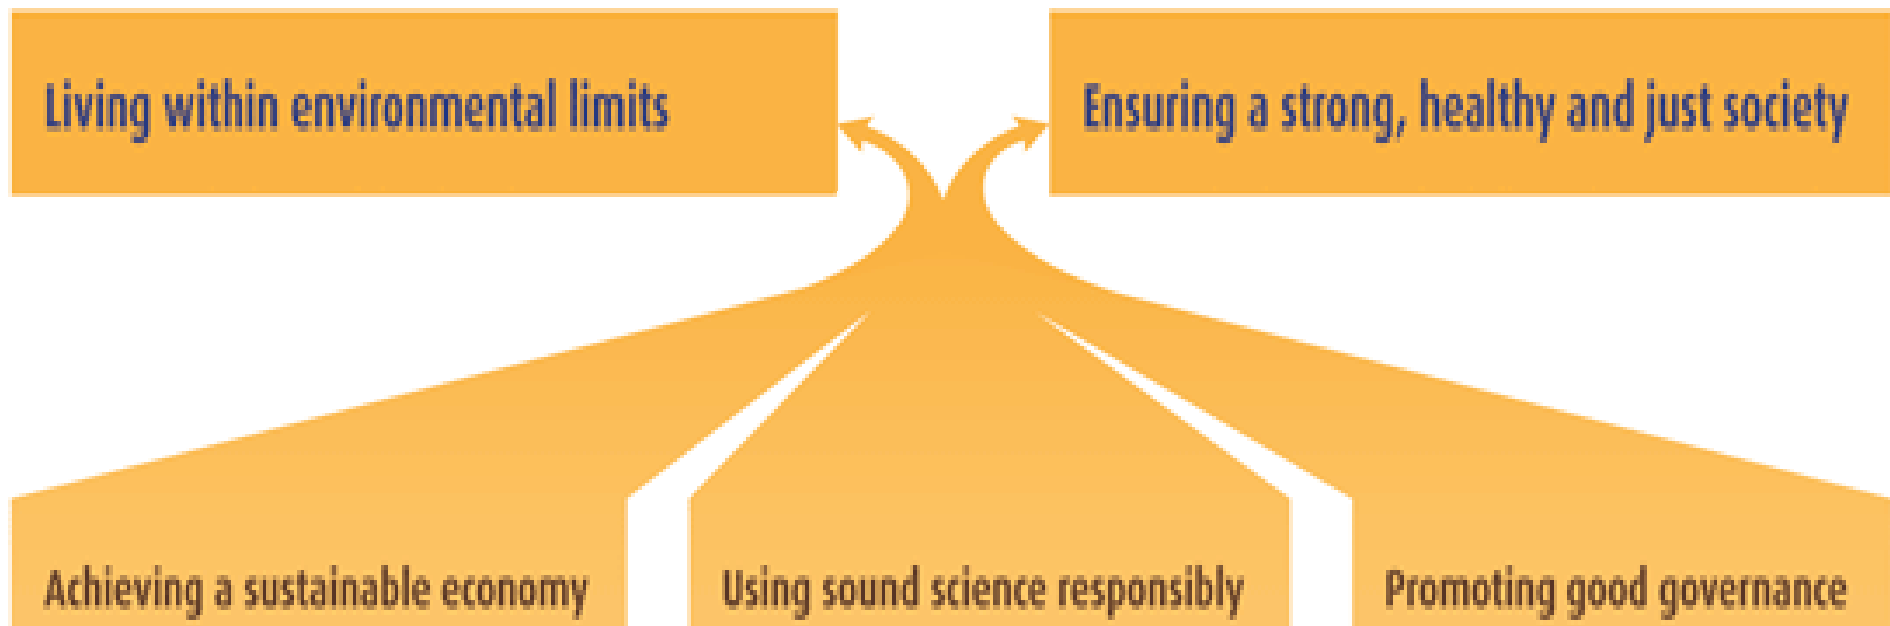 Living within environmental limits
Ensuring a strong, healthy and just society
Achieving a sustainable economy
Using sound science responsibly
Promoting good governance